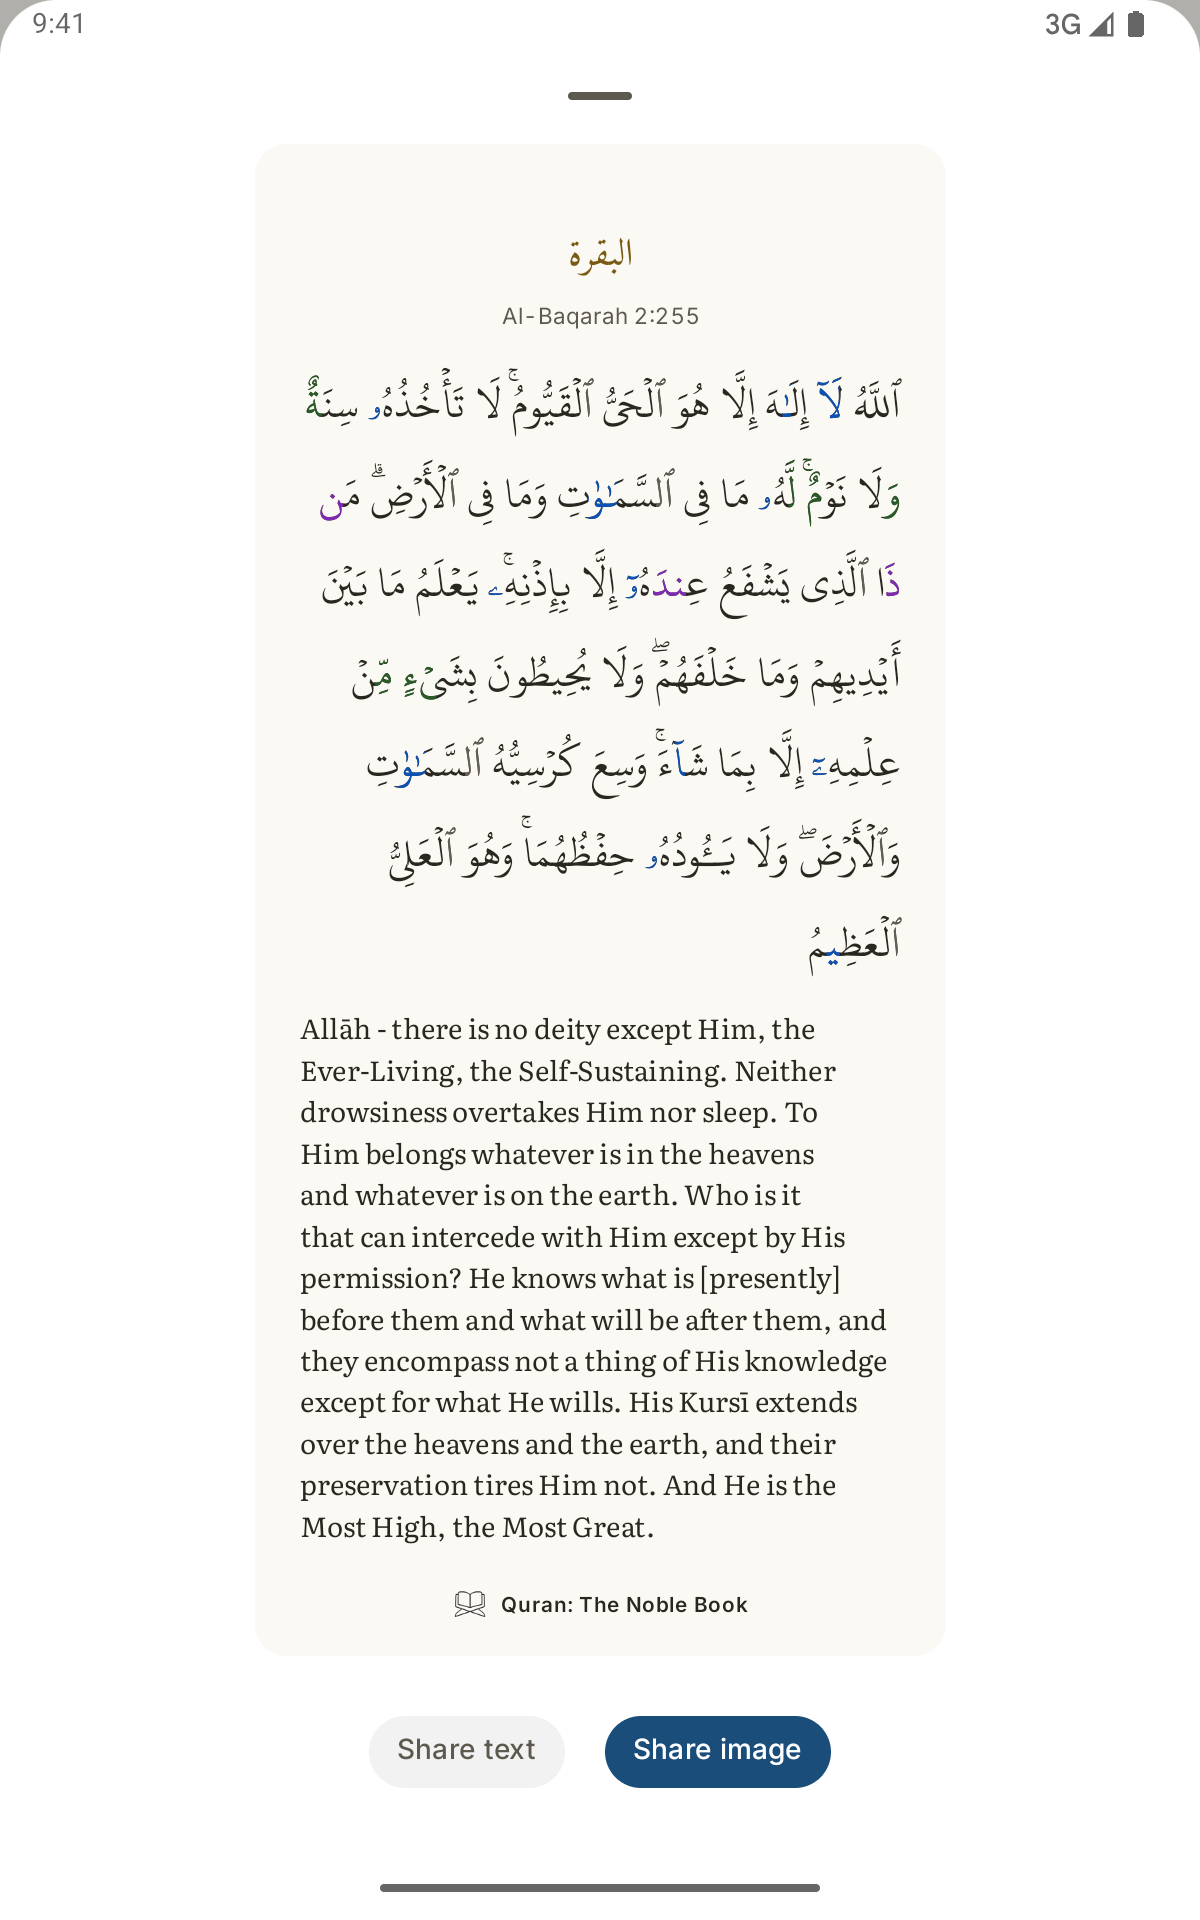 9:41
3G
البقرة
Al-Baqarah 2:255
ٱللَّهُ لَآ إِلَـٰهَ إِلَّا هُوَ ٱلْحَىُّ ٱلْقَيُّومُ ۚ لَا تَأْخُذُهُۥ سِنَةٌ
وَلَا نَوْمٌ ۚ لَّهُۥ مَا فِى ٱلسَّمَـٰوَٰتِ وَمَا فِى ٱلْأَرْضِ ۗ مَن
ذَا ٱلَّذِى يَشْفَعُ عِندَهُۥٓ إِلَّا بِإِذْنِهِۦ ۚ يَعْلَمُ مَا بَيْنَ
أَيْدِيهِمْ وَمَا خَلْفَهُمْ ۖ وَلَا يُحِيطُونَ بِشَىْءٍ مِّنْ
عِلْمِهِۦٓ إِلَّا بِمَا شَآءَ ۚ وَسِعَ كُرْسِيُّهُ ٱلسَّمَـٰوَٰتِ
وَٱلْأَرْضَ ۖ وَلَا يَـُٔودُهُۥ حِفْظُهُمَا ۚ وَهُوَ ٱلْعَلِىُّ
ٱلْعَظِيمُ
Allāh - there is no deity except Him, the
Ever-Living, the Self-Sustaining. Neither
drowsiness overtakes Him nor sleep. To
Him belongs whatever is in the heavens
and whatever is on the earth. Who is it
that can intercede with Him except by His
permission? He knows what is [presently]
before them and what will be after them, and
they encompass not a thing of His knowledge
except for what He wills. His Kursī extends
over the heavens and the earth, and their
preservation tires Him not. And He is the
Most High, the Most Great.
Quran: The Noble Book
Share text
Share image